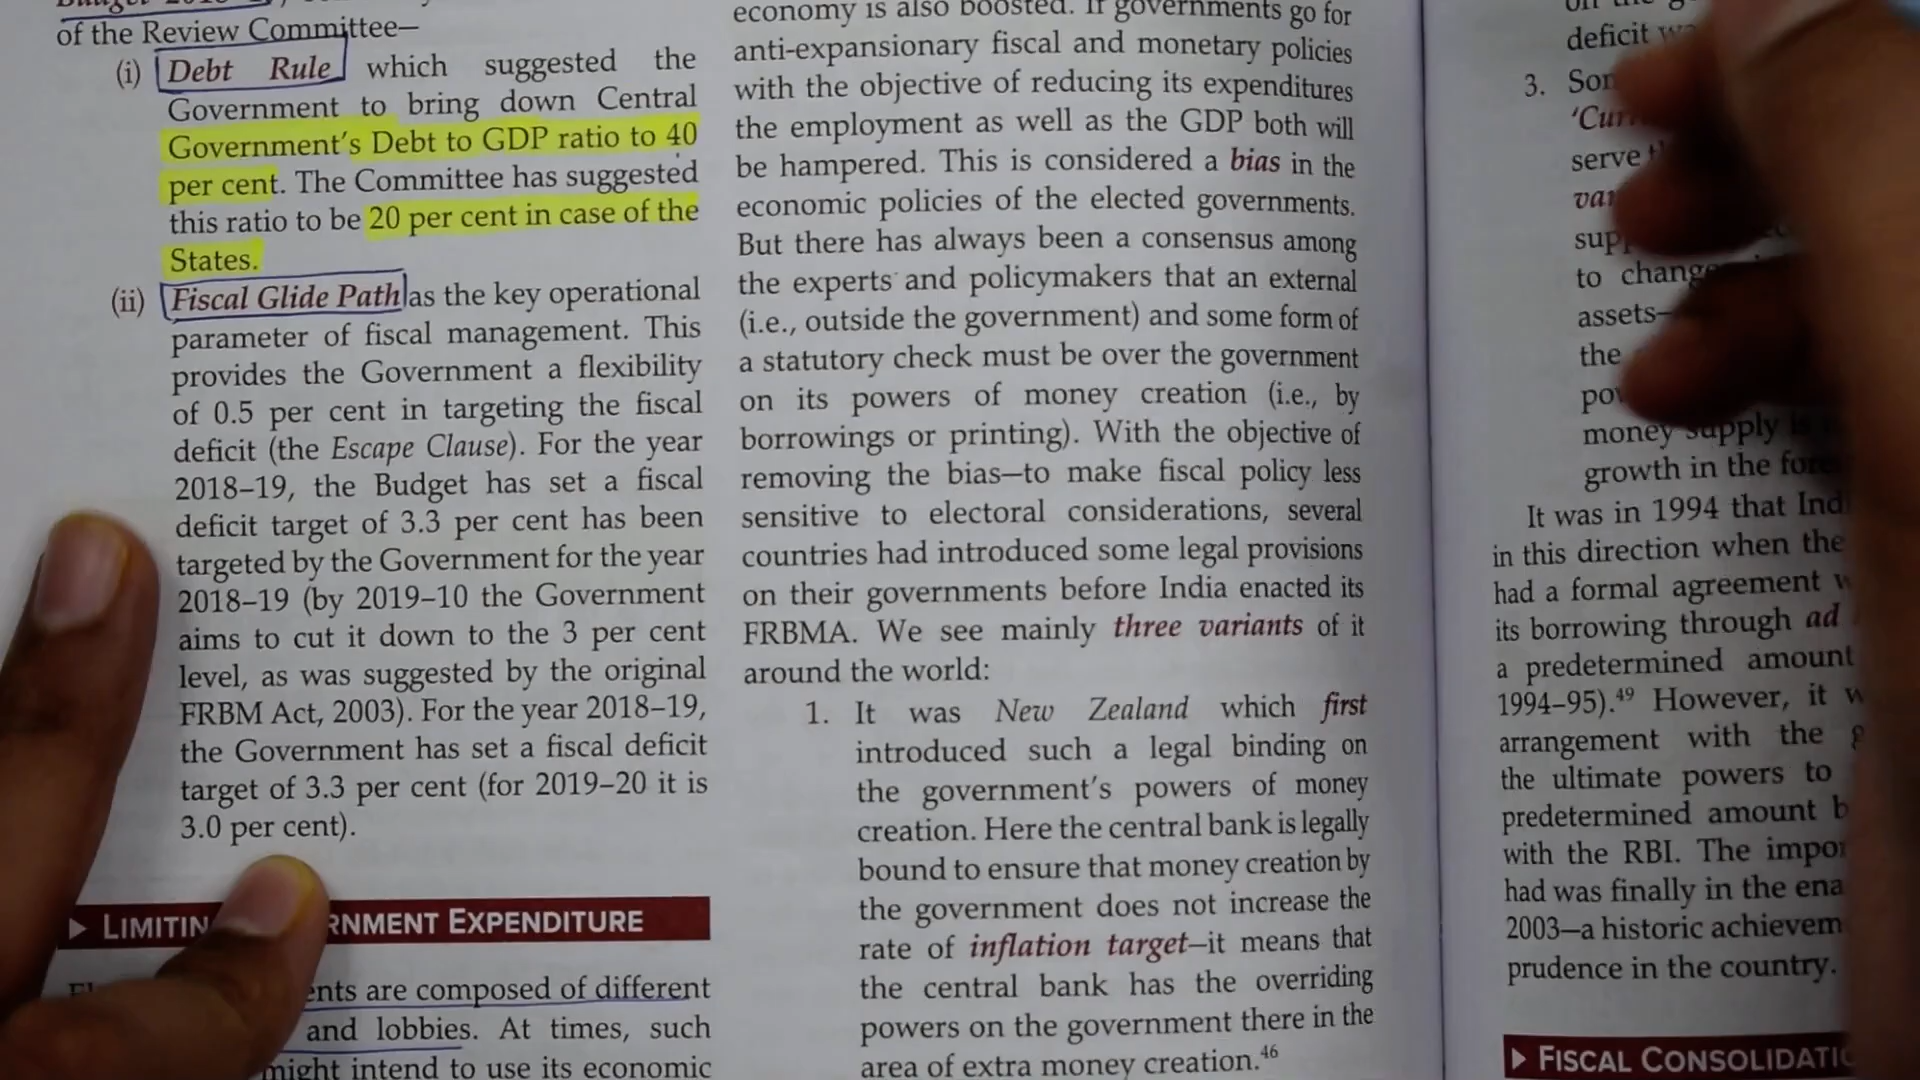 of the Review Committee—
(i) Debt Rule which suggested the
Government to bring down Central
Government's Debt to GDP ratio to 40
per cent. The Committee has suggested
this ratio to be 20 per cent in case of the
States.
(ii) Fiscal Glide Path as the key operational
parameter of fiscal management. This
provides the Government a flexibility
of 0.5 per cent in targeting the fiscal
deficit (the Escape Clause). For the year
2018–19, the Budget has set a fiscal
deficit target of 3.3 per cent has been
targeted by the Government for the year
2018–19 (by 2019–10 the Government
aims to cut it down to the 3 per cent
level, as was suggested by the original
FRBM Act, 2003). For the year 2018–19,
the Government has set a fiscal deficit
target of 3.3 per cent (for 2019–20 it is
3.0 per cent).
EXPENDITURE
are composed of different
and lobbies. At times, such
might intend to use its economic
economy is also boosted. If governments go for
anti-expansionary fiscal and monetary policies
with the objective of reducing its expenditures
the employment as well as the GDP both will
be hampered. This is considered a bias in the
economic policies of the elected governments.
But there has always been a consensus among
the experts and policymakers that an external
(i.e., outside the government) and some form of
a statutory check must be over the government
on its powers of money creation (i.e., by
borrowings or printing). With the objective of
removing the bias—to make fiscal policy less
sensitive to electoral considerations, several
countries had introduced some legal provisions
on their governments before India enacted its
FRBMA. We see mainly three variants of it
around the world:
1. It was New Zealand which first
introduced such a legal binding on
the government's powers of money
creation. Here the central bank is legally
bound to ensure that money creation by
the government does not increase the
rate of inflation target—it means that
the central bank has the overriding
powers on the government there in the
area of extra money creation.46
deficit
3.
serve
to change
assets—
the
money supply
growth in the
It was in 1994 that
in this direction when the
had a formal agreement
its borrowing through ad
a predetermined amount
1994–95).49 However, it
arrangement with the
the ultimate powers to
predetermined amount
with the RBI. The
had was finally in the
2003—a historic
prudence in the country.
FISCAL